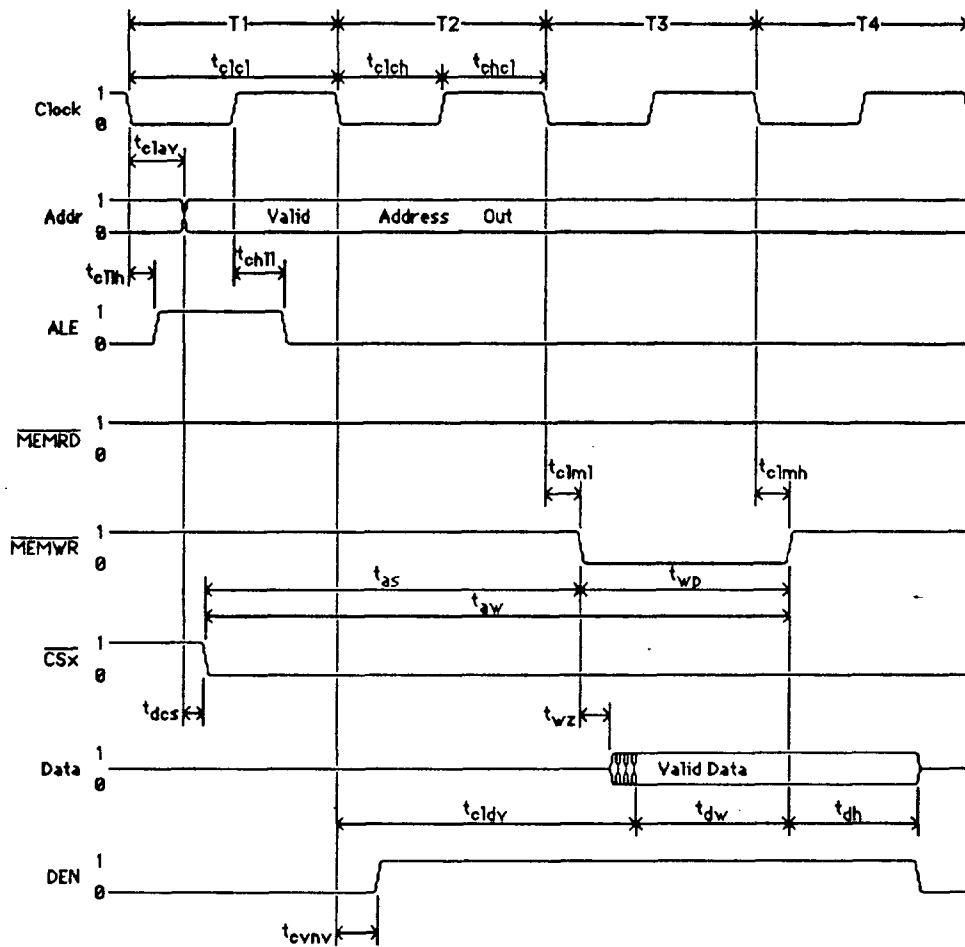 T1 T2 T3 T4
tclcl tclch tchcl
Clock 1 0
tclav
Addr 1 0 Valid Address Out
tcllh tchll
ALE 1 0
MEMRD 1 0
tclml tclmh
MEMWR 1 0
tas twp
taw
CSx 1 0
tdcs
twz
Data 1 0 Valid Data
tcldv tdw tdh
DEN 1 0
tcvnv